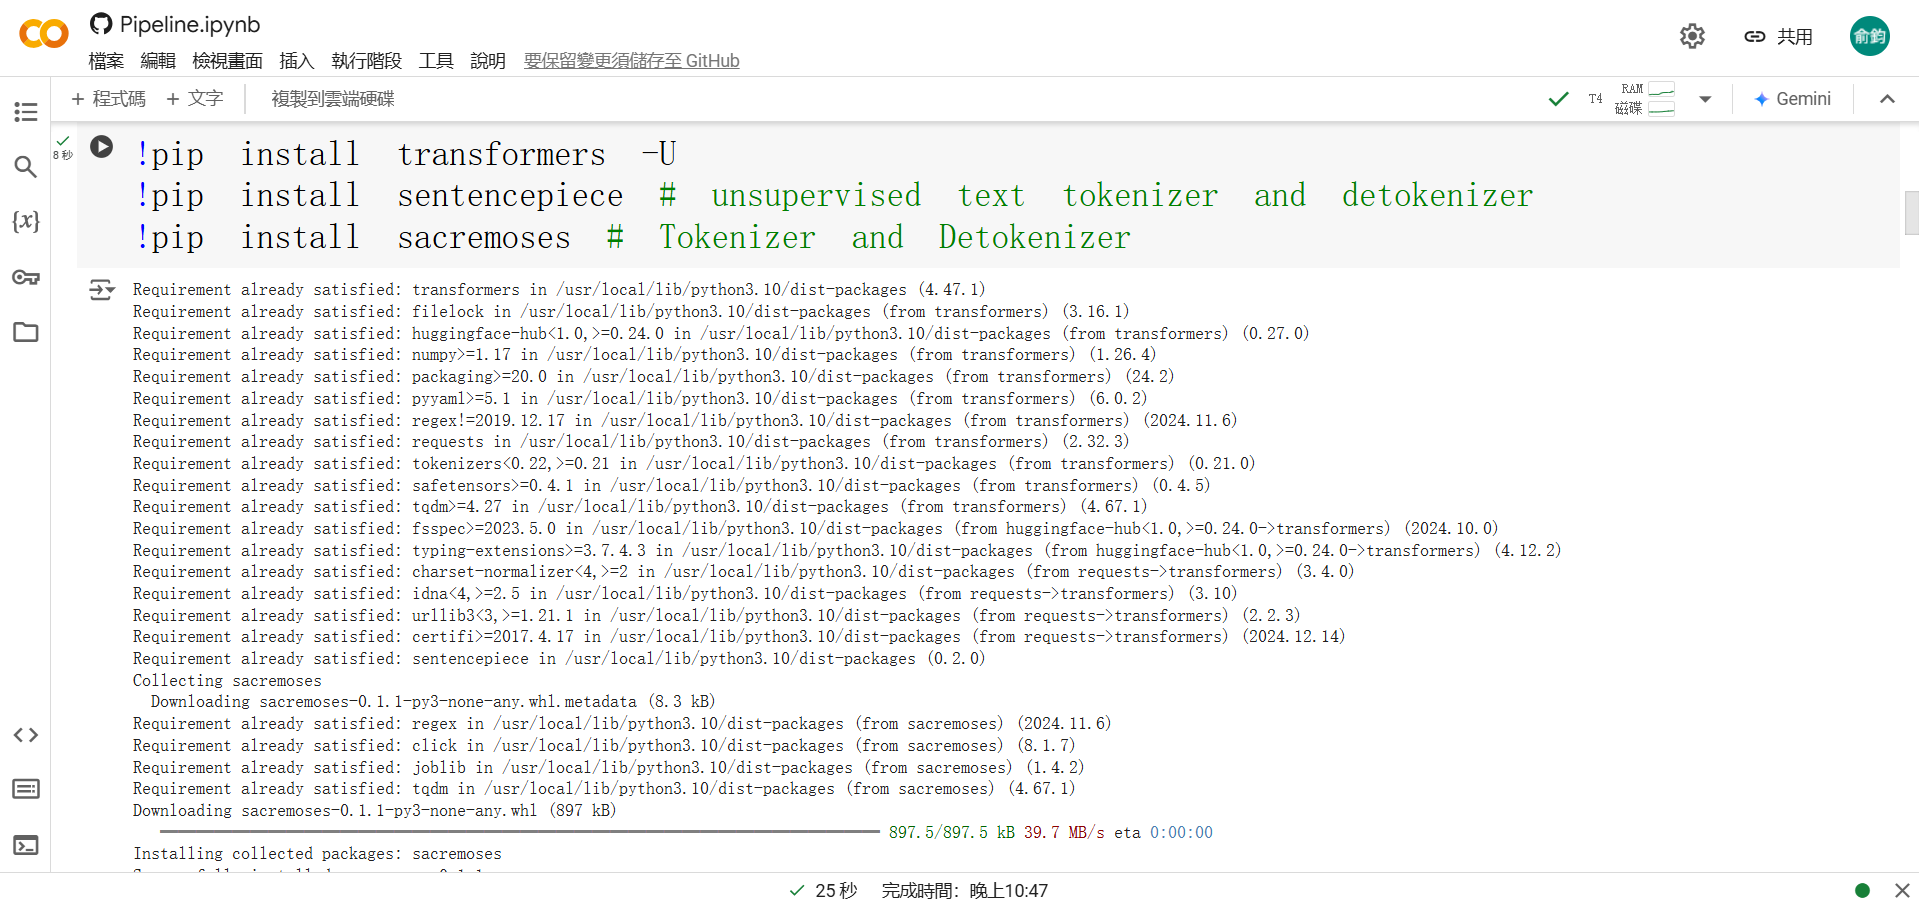 Pipeline.ipynb
檔案 編輯 檢視畫面 插入 執行階段 工具 說明 要保留變更須儲存至 GitHub
共用
俞鈞
+ 程式碼 + 文字 複製到雲端硬碟
T4 RAM 磁碟 Gemini
8 秒
!pip install transformers -U
!pip install sentencepiece # unsupervised text tokenizer and detokenizer
!pip install sacremoses # Tokenizer and Detokenizer
Requirement already satisfied: transformers in /usr/local/lib/python3.10/dist-packages (4.47.1)
Requirement already satisfied: filelock in /usr/local/lib/python3.10/dist-packages (from transformers) (3.16.1)
Requirement already satisfied: huggingface-hub<1.0,>=0.24.0 in /usr/local/lib/python3.10/dist-packages (from transformers) (0.27.0)
Requirement already satisfied: numpy>=1.17 in /usr/local/lib/python3.10/dist-packages (from transformers) (1.26.4)
Requirement already satisfied: packaging>=20.0 in /usr/local/lib/python3.10/dist-packages (from transformers) (24.2)
Requirement already satisfied: pyyaml>=5.1 in /usr/local/lib/python3.10/dist-packages (from transformers) (6.0.2)
Requirement already satisfied: regex!=2019.12.17 in /usr/local/lib/python3.10/dist-packages (from transformers) (2024.11.6)
Requirement already satisfied: requests in /usr/local/lib/python3.10/dist-packages (from transformers) (2.32.3)
Requirement already satisfied: tokenizers<0.22,>=0.21 in /usr/local/lib/python3.10/dist-packages (from transformers) (0.21.0)
Requirement already satisfied: safetensors>=0.4.1 in /usr/local/lib/python3.10/dist-packages (from transformers) (0.4.5)
Requirement already satisfied: tqdm>=4.27 in /usr/local/lib/python3.10/dist-packages (from transformers) (4.67.1)
Requirement already satisfied: fsspec>=2023.5.0 in /usr/local/lib/python3.10/dist-packages (from huggingface-hub<1.0,>=0.24.0->transformers) (2024.10.0)
Requirement already satisfied: typing-extensions>=3.7.4.3 in /usr/local/lib/python3.10/dist-packages (from huggingface-hub<1.0,>=0.24.0->transformers) (4.12.2)
Requirement already satisfied: charset-normalizer<4,>=2 in /usr/local/lib/python3.10/dist-packages (from requests->transformers) (3.4.0)
Requirement already satisfied: idna<4,>=2.5 in /usr/local/lib/python3.10/dist-packages (from requests->transformers) (3.10)
Requirement already satisfied: urllib3<3,>=1.21.1 in /usr/local/lib/python3.10/dist-packages (from requests->transformers) (2.2.3)
Requirement already satisfied: certifi>=2017.4.17 in /usr/local/lib/python3.10/dist-packages (from requests->transformers) (2024.12.14)
Requirement already satisfied: sentencepiece in /usr/local/lib/python3.10/dist-packages (0.2.0)
Collecting sacremoses
Downloading sacremoses-0.1.1-py3-none-any.whl.metadata (8.3 kB)
Requirement already satisfied: regex in /usr/local/lib/python3.10/dist-packages (from sacremoses) (2024.11.6)
Requirement already satisfied: click in /usr/local/lib/python3.10/dist-packages (from sacremoses) (8.1.7)
Requirement already satisfied: joblib in /usr/local/lib/python3.10/dist-packages (from sacremoses) (1.4.2)
Requirement already satisfied: tqdm in /usr/local/lib/python3.10/dist-packages (from sacremoses) (4.67.1)
Downloading sacremoses-0.1.1-py3-none-any.whl (897 kB)
897.5/897.5 kB 39.7 MB/s eta 0:00:00
Installing collected packages: sacremoses
25 秒 完成時間：晚上10:47